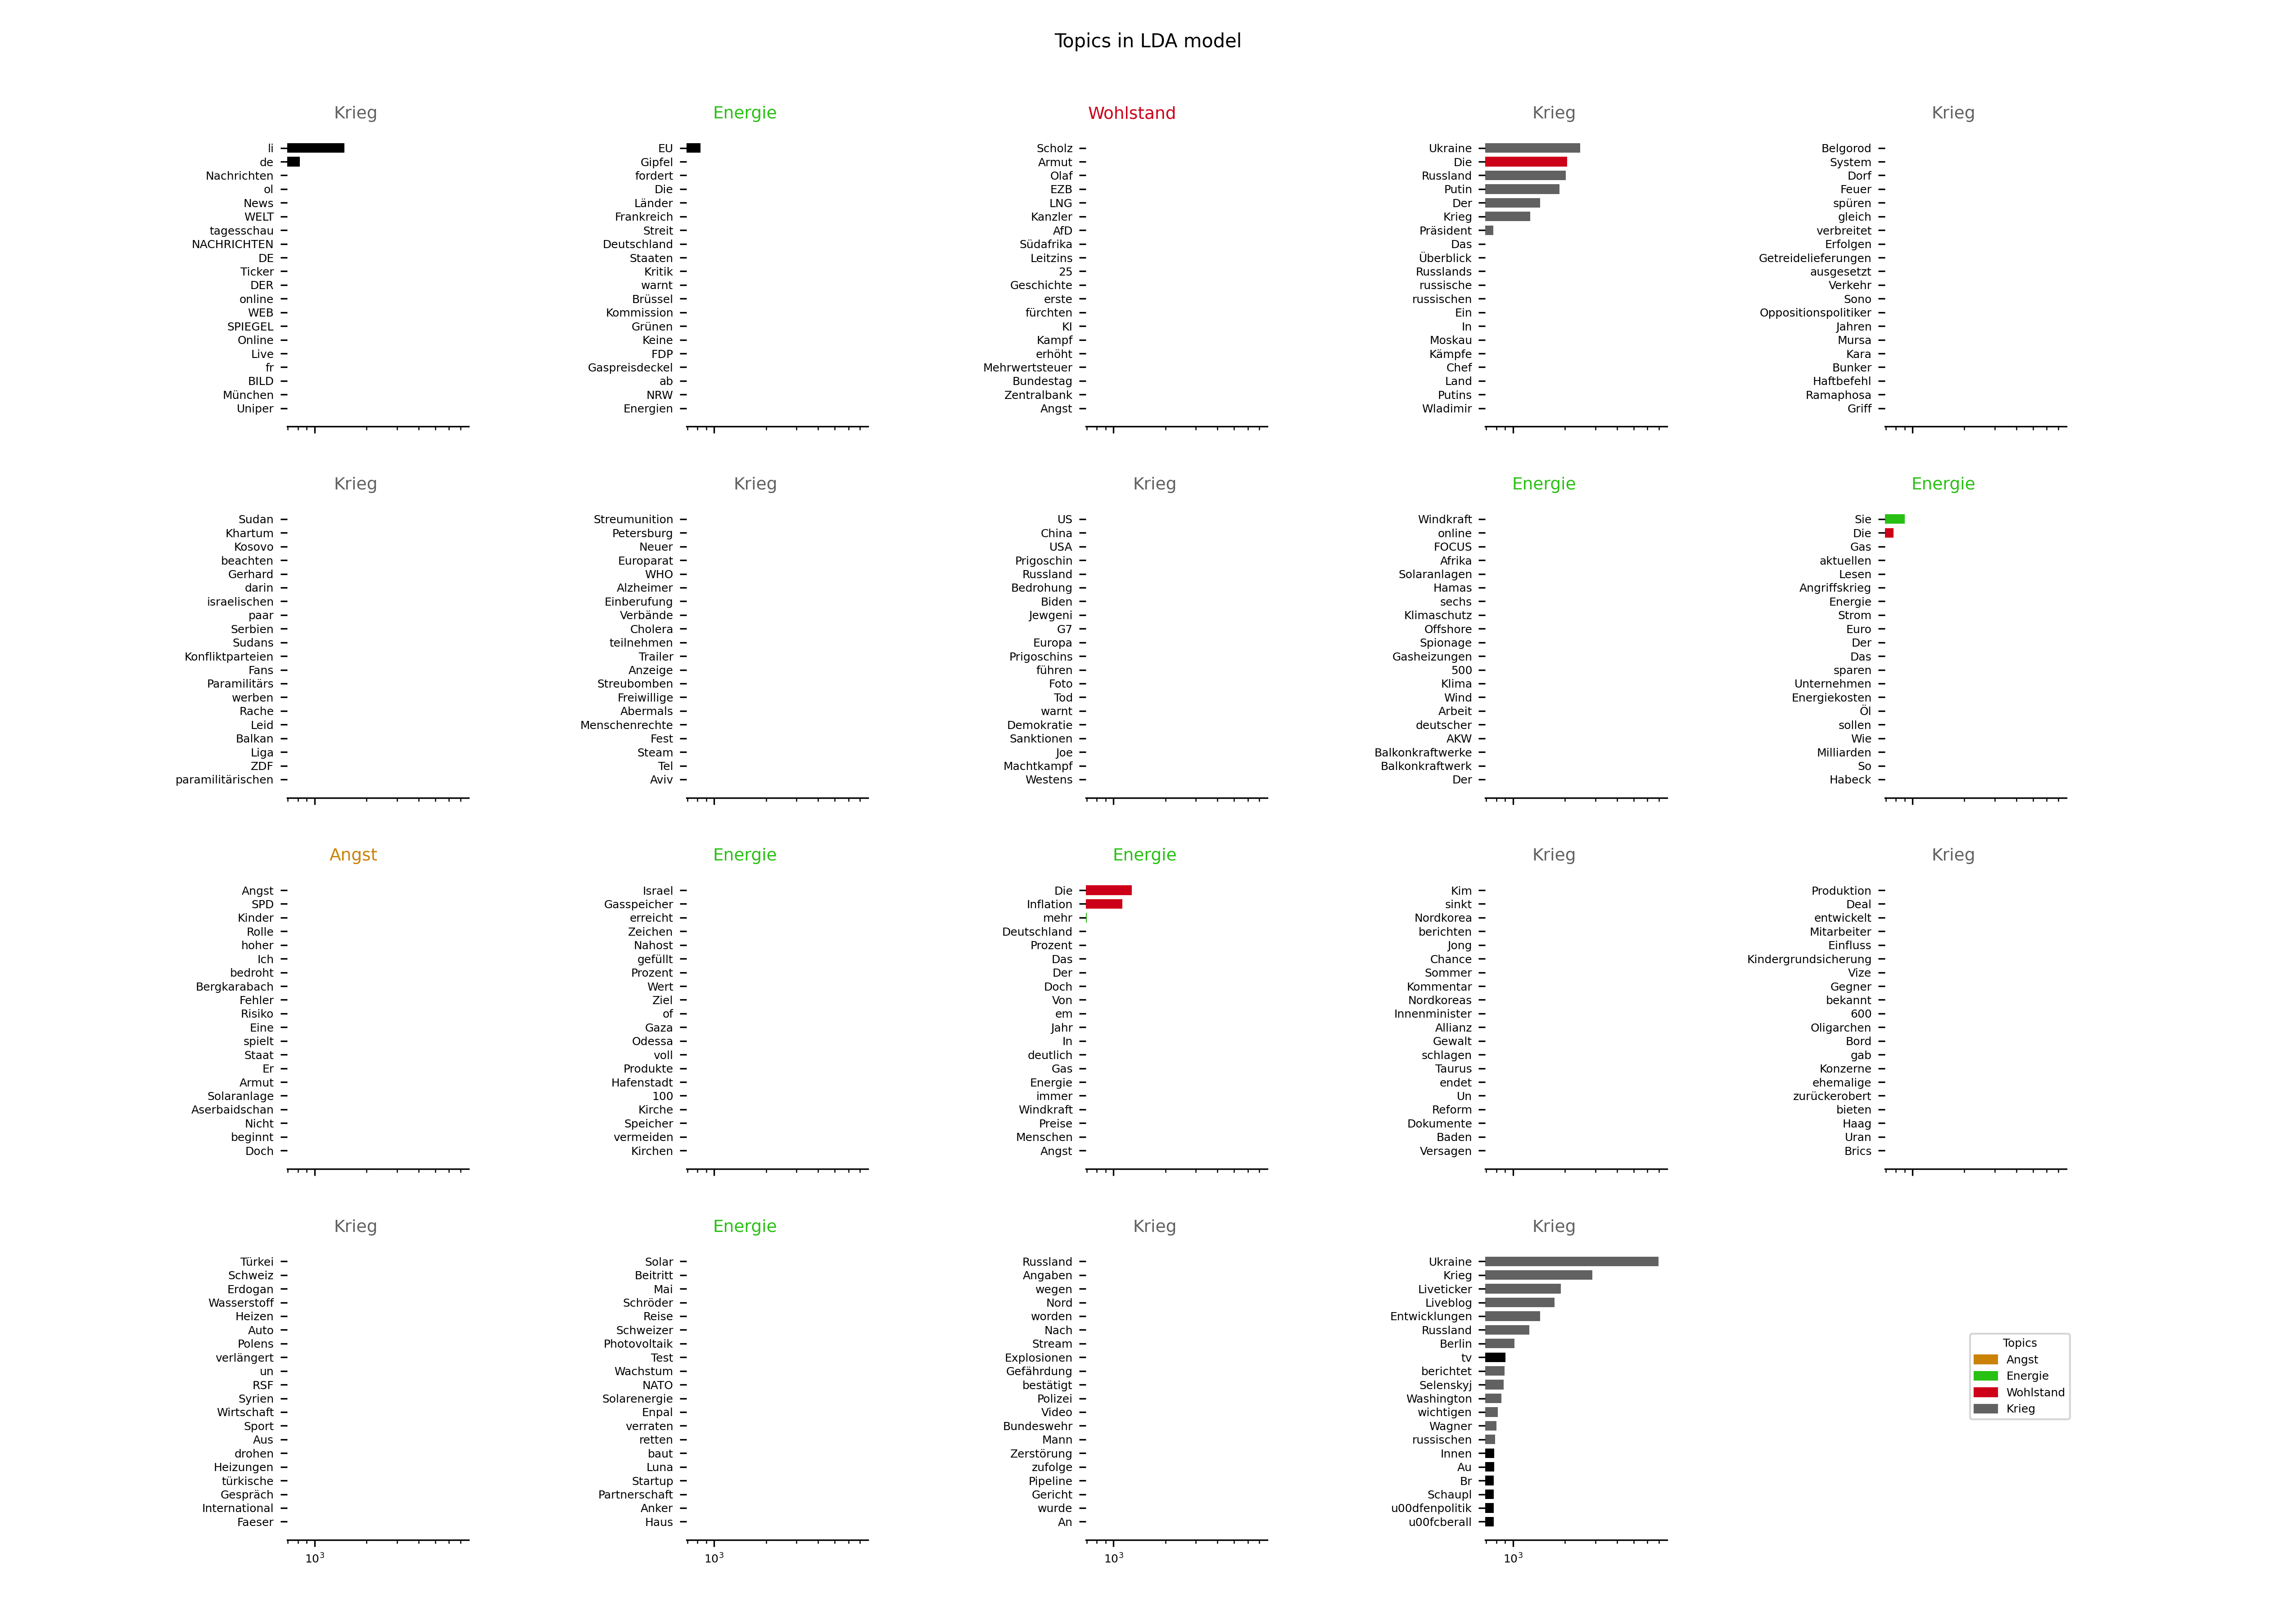 Topics in LDA model
Krieg
li
de
Nachrichten
ol
News
WELT
tagesschau
NACHRICHTEN
DE
Ticker
DER
online
WEB
SPIEGEL
Online
Live
fr
BILD
München
Uniper
Energie
EU
Gipfel
fordert
Die
Länder
Frankreich
Streit
Deutschland
Staaten
Kritik
warnt
Brüssel
Kommission
Grünen
Keine
FDP
Gaspreisdeckel
ab
NRW
Energien
Wohlstand
Scholz
Armut
Olaf
EZB
LNG
Kanzler
AfD
Südafrika
Leitzins
25
Geschichte
erste
fürchten
KI
Kampf
erhöht
Mehrwertsteuer
Bundestag
Zentralbank
Angst
Krieg
Ukraine
Die
Russland
Putin
Der
Krieg
Präsident
Das
Überblick
Russlands
russische
russischen
Ein
In
Moskau
Kämpfe
Chef
Land
Putins
Wladimir
Krieg
Belgorod
System
Dorf
Feuer
spüren
gleich
verbreitet
Erfolgen
Getreidelieferungen
ausgesetzt
Verkehr
Sono
Oppositionspolitiker
Jahren
Mursa
Kara
Bunker
Haftbefehl
Ramaphosa
Griff
Krieg
Sudan
Khartum
Kosovo
beachten
Gerhard
darin
israelischen
paar
Serbien
Sudans
Konfliktparteien
Fans
Paramilitärs
werben
Rache
Leid
Balkan
Liga
ZDF
paramilitärischen
Krieg
Streumunition
Petersburg
Neuer
Europarat
WHO
Alzheimer
Einberufung
Verbände
Cholera
teilnehmen
Trailer
Anzeige
Streubomben
Freiwillige
Abermals
Menschenrechte
Fest
Steam
Tel
Aviv
Krieg
US
China
USA
Prigoschin
Russland
Bedrohung
Biden
Jewgeni
G7
Europa
Prigoschins
führen
Foto
Tod
warnt
Demokratie
Sanktionen
Joe
Machtkampf
Westens
Energie
Windkraft
online
FOCUS
Afrika
Solaranlagen
Hamas
sechs
Klimaschutz
Offshore
Spionage
Gasheizungen
500
Klima
Wind
Arbeit
deutscher
AKW
Balkonkraftwerke
Balkonkraftwerk
Der
Energie
Sie
Die
Gas
aktuellen
Lesen
Angriffskrieg
Energie
Strom
Euro
Der
Das
sparen
Unternehmen
Energiekosten
Öl
sollen
Wie
Milliarden
So
Habeck
Angst
Angst
SPD
Kinder
Rolle
hoher
Ich
bedroht
Bergkarabach
Fehler
Risiko
Eine
spielt
Staat
Er
Armut
Solaranlage
Aserbaidschan
Nicht
beginnt
Doch
Energie
Israel
Gasspeicher
erreicht
Zeichen
Nahost
gefüllt
Prozent
Wert
Ziel
of
Gaza
Odessa
voll
Produkte
Hafenstadt
100
Kirche
Speicher
vermeiden
Kirchen
Energie
Die
Inflation
mehr
Deutschland
Prozent
Das
Der
Doch
Von
em
Jahr
In
deutlich
Gas
Energie
immer
Windkraft
Preise
Menschen
Angst
Krieg
Kim
sinkt
Nordkorea
berichten
Jong
Chance
Sommer
Kommentar
Nordkoreas
Innenminister
Allianz
Gewalt
schlagen
Taurus
endet
Un
Reform
Dokumente
Baden
Versagen
Krieg
Produktion
Deal
entwickelt
Mitarbeiter
Einfluss
Kindergrundsicherung
Vize
Gegner
bekannt
600
Oligarchen
Bord
gab
Konzerne
ehemalige
zurückerobert
bieten
Haag
Uran
Brics
Krieg
Türkei
Schweiz
Erdogan
Wasserstoff
Heizen
Auto
Polens
verlängert
un
RSF
Syrien
Wirtschaft
Sport
Aus
drohen
Heizungen
türkische
Gespräch
International
Faeser
10³
Energie
Solar
Beitritt
Mai
Schröder
Reise
Schweizer
Photovoltaik
Test
Wachstum
NATO
Solarenergie
Enpal
verraten
retten
baut
Luna
Startup
Partnerschaft
Anker
Haus
10³
Krieg
Russland
Angaben
wegen
Nord
worden
Nach
Stream
Explosionen
Gefährdung
bestätigt
Polizei
Video
Bundeswehr
Mann
Zerstörung
zufolge
Pipeline
Gericht
wurde
An
10³
Krieg
Ukraine
Krieg
Liveticker
Liveblog
Entwicklungen
Russland
Berlin
tv
berichtet
Selenskyj
Washington
wichtigen
Wagner
russischen
Innen
Au
Br
Schaupl
u00dfenpolitik
u00fcberall
10³
Topics
Angst
Energie
Wohlstand
Krieg